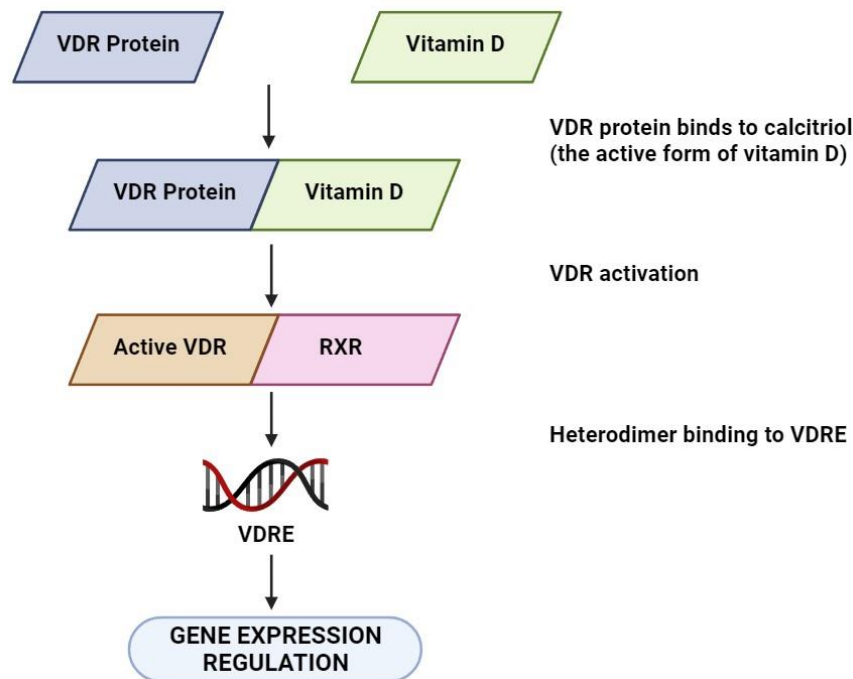 VDR Protein
Vitamin D
VDR protein binds to calcitriol
(the active form of vitamin D)
VDR Protein
Vitamin D
VDR activation
Active VDR
RXR
Heterodimer binding to VDRE
VDRE
GENE EXPRESSION
REGULATION